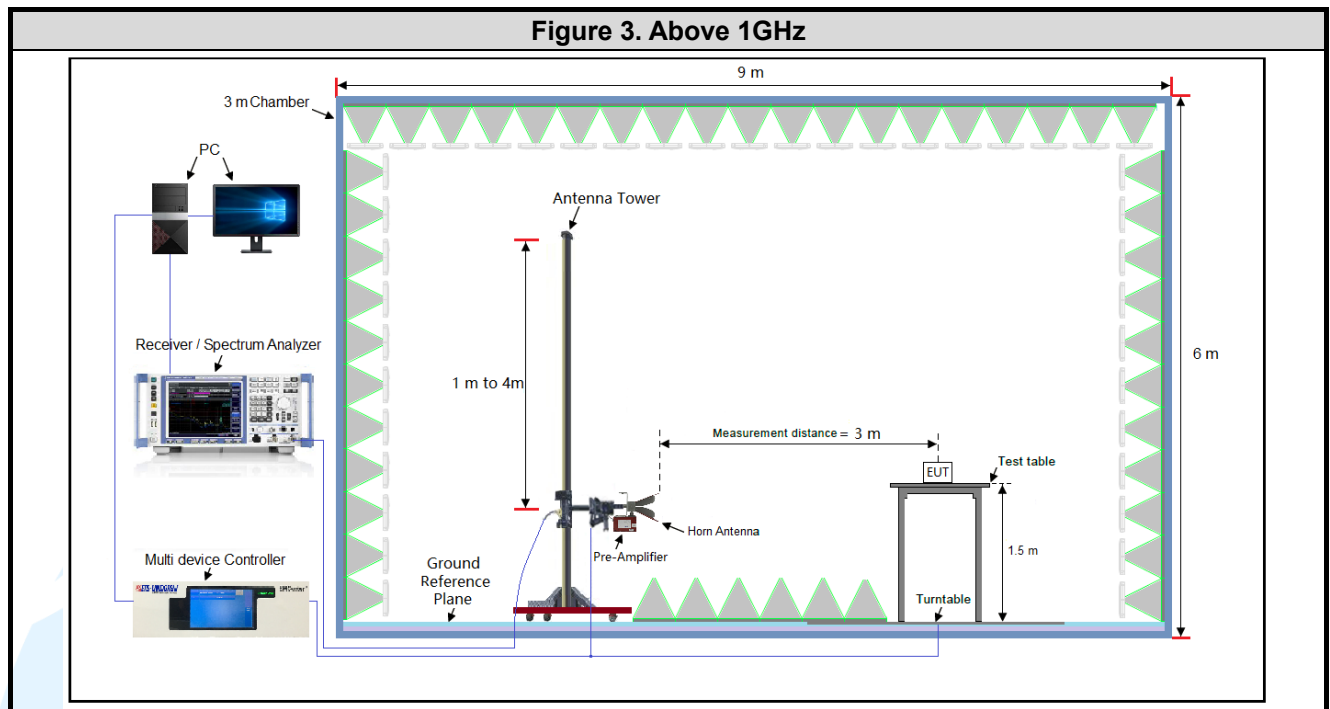 Figure 3. Above 1GHz
9 m
3 m Chamber
PC
Antenna Tower
Receiver / Spectrum Analyzer
6 m
1 m to 4m
Measurement distance = 3 m
EUT
Test table
Horn Antenna
Pre-Amplifier
1.5 m
Multi device Controller
Ground
Reference
Plane
Turntable